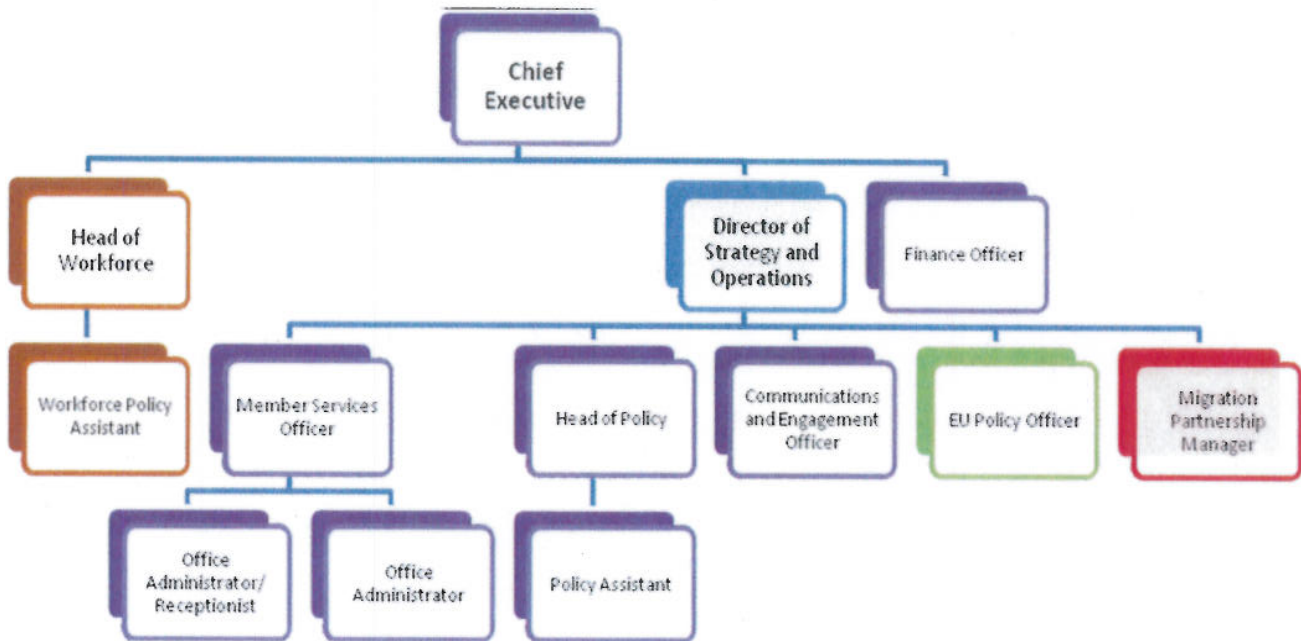 Chief
Executive
Head of
Workforce
Director of
Strategy and
Operations
Finance Officer
Workforce Policy
Assistant
Member Services
Officer
Head of Policy
Communications
and Engagement
Officer
EU Policy Officer
Migration
Partnership
Manager
Office
Administrator/
Receptionist
Office
Administrator
Policy Assistant